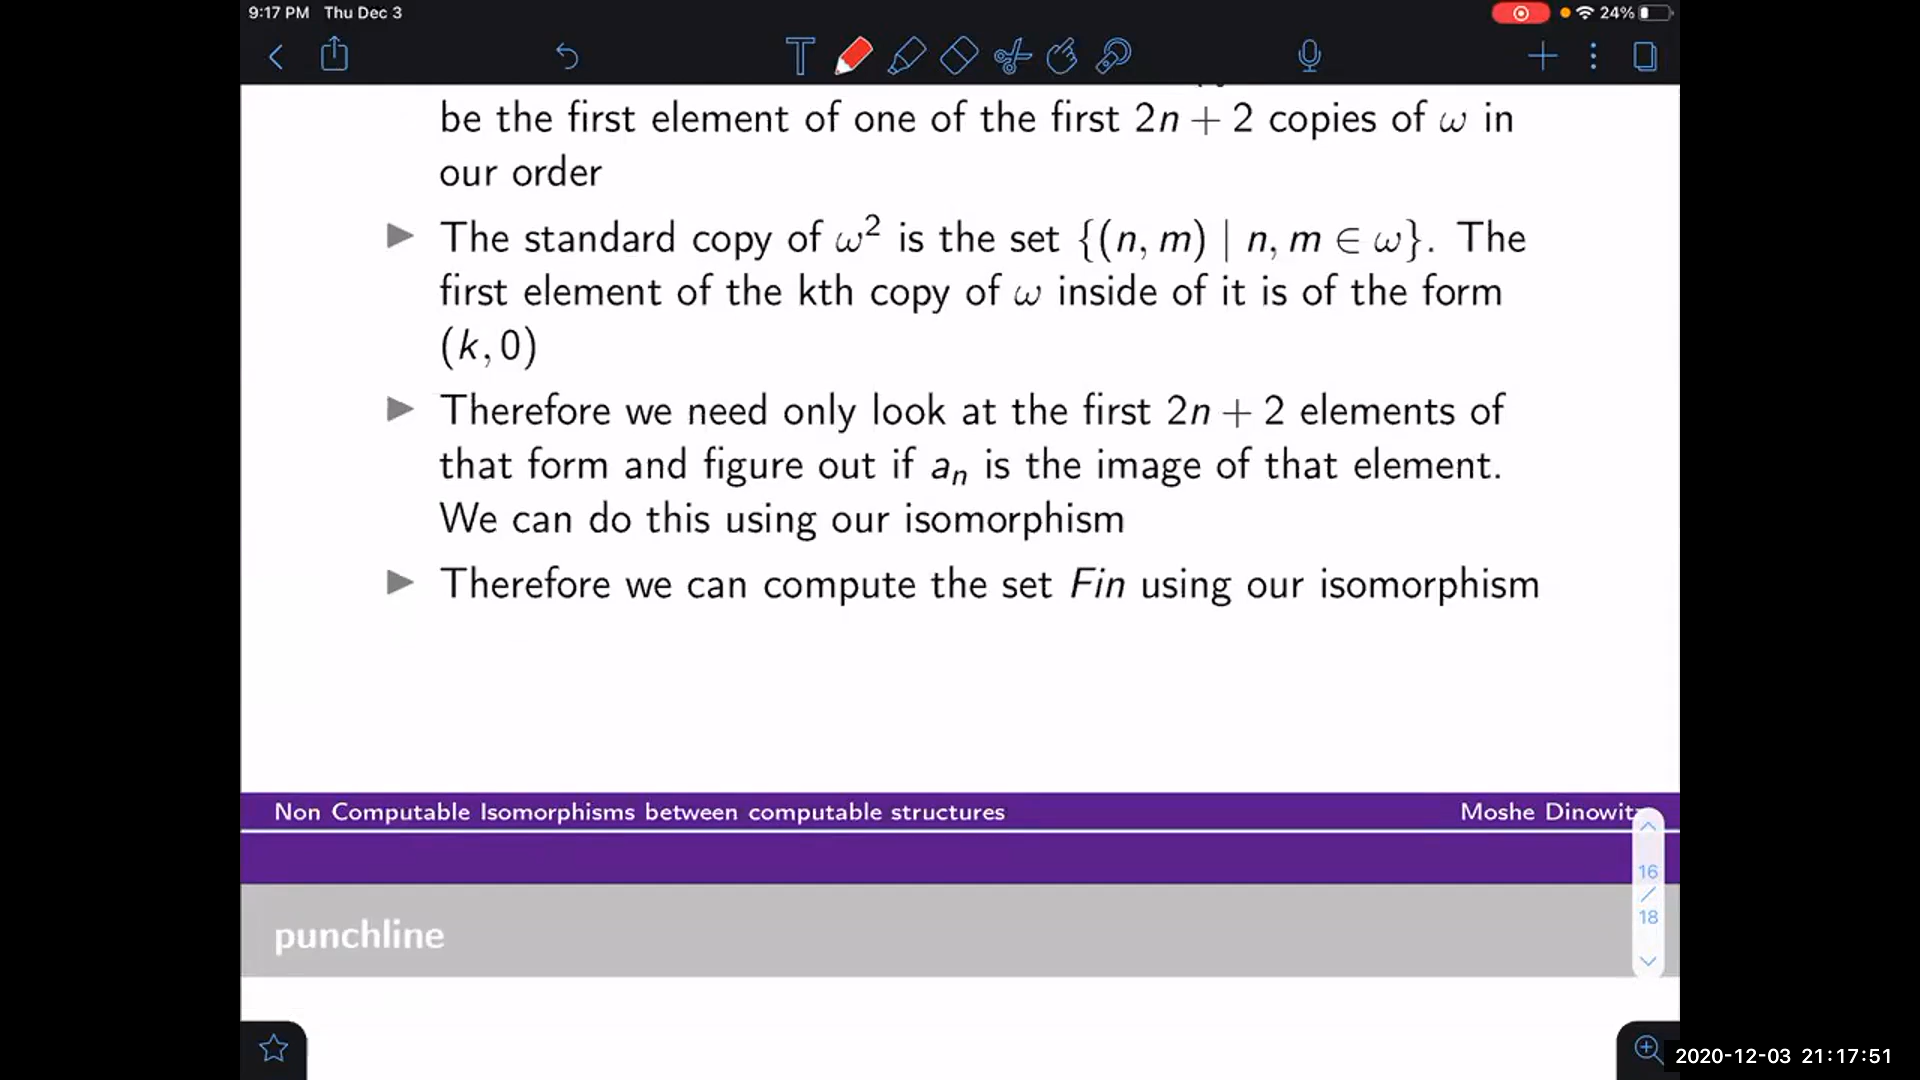 9:17 PM Thu Dec 3
24%
be the first element of one of the first 2n + 2 copies of ω in
our order
▶ The standard copy of ω² is the set {(n, m) | n, m ∈ ω}. The
first element of the kth copy of ω inside of it is of the form
(k, 0)
▶ Therefore we need only look at the first 2n + 2 elements of
that form and figure out if aₙ is the image of that element.
We can do this using our isomorphism
▶ Therefore we can compute the set Fin using our isomorphism
Non Computable Isomorphisms between computable structures
Moshe Dinowitz
16
/
18
punchline
2020-12-03 21:17:51